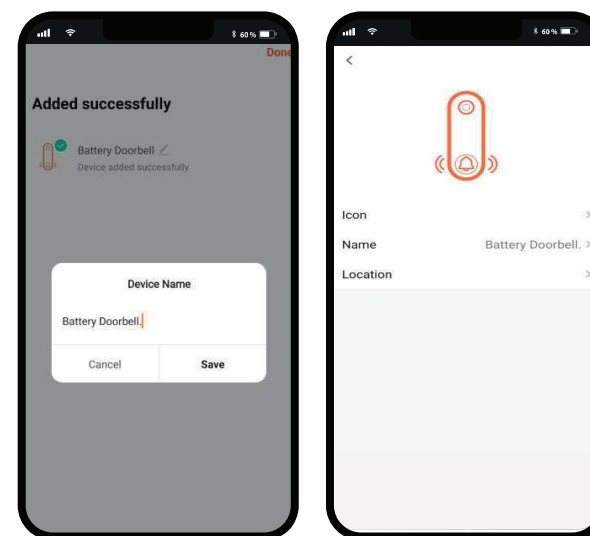 60 %
Done
Added successfully
Battery Doorbell
Device added successfully
Device Name
Battery Doorbell.
Cancel Save
60 %
Icon
Name Battery Doorbell.
Location